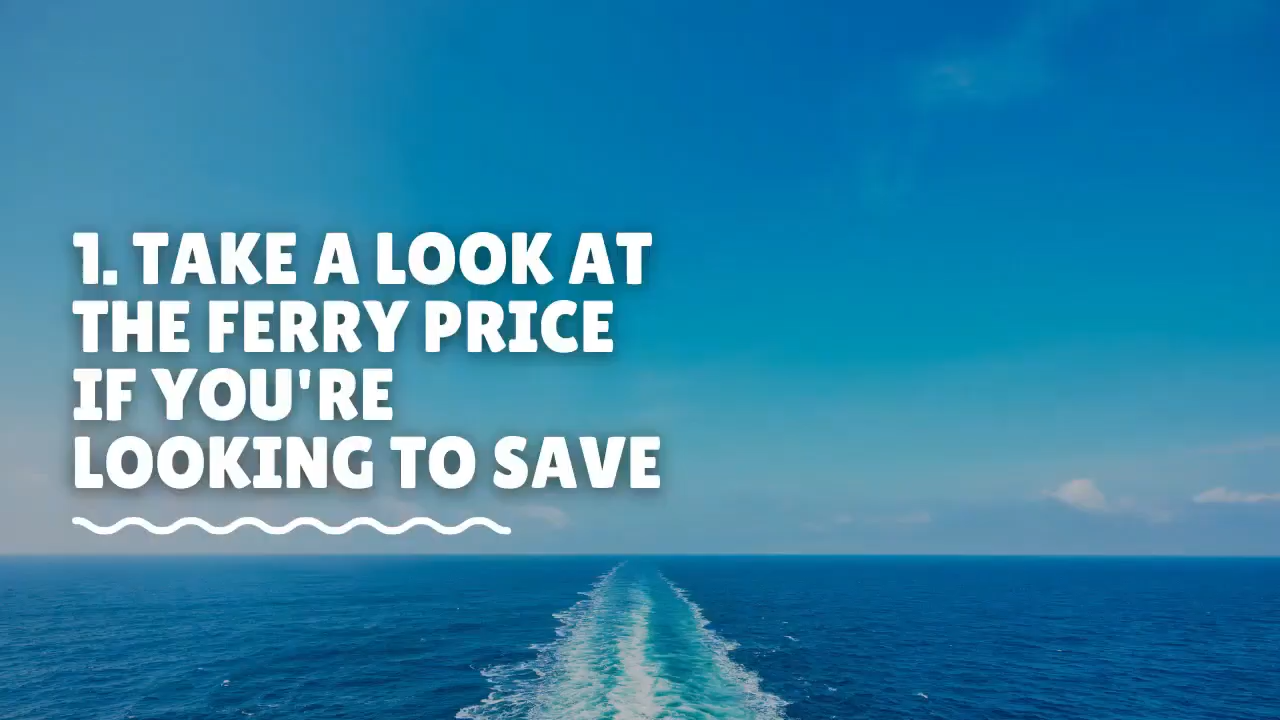 1. TAKE A LOOK AT
THE FERRY PRICE
IF YOU'RE
LOOKING TO SAVE